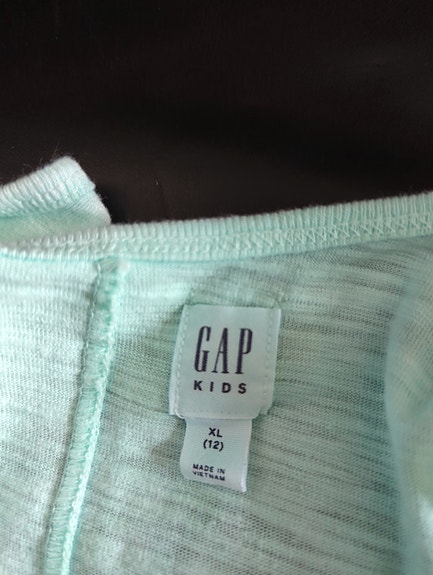 GAP
KIDS
XL
(12)
MADE IN
VIETNAM